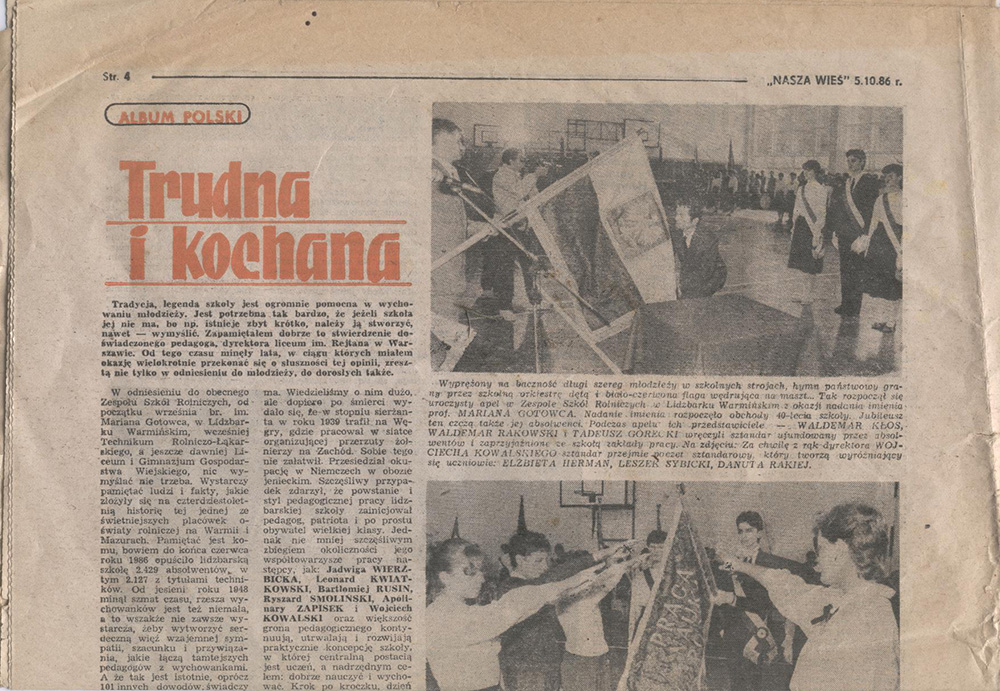 Str. 4
„NASZA WIEŚ” 5.10.86 r.
ALBUM POLSKI
Trudna
i kochana
Tradycja, legenda szkoły jest ogromnie pomocna w wycho-
waniu młodzieży. Jest potrzebna tak bardzo, że jeżeli szkoła
jej nie ma, bo np. istnieje zbyt krótko, należy ją stworzyć,
nawet — wymyślić. Zapamiętałem dobrze to stwierdzenie do-
świadczonego pedagoga, dyrektora liceum im. Rejtana w War-
szawie. Od tego czasu minęły lata, w ciągu których miałem
okazję wielokrotnie przekonać się o słuszności tej opinii, zresz-
tą nie tylko w odniesieniu do młodzieży, do dorosłych także.
W odniesieniu do obecnego
Zespołu Szkół Rolniczych, od
początku września br. im.
Mariana Gotowca, w Lidzbar-
ku Warmińskim, wcześniej
Technikum Rolniczo-Łąkar-
skiego, a jeszcze dawniej Li-
ceum i Gimnazjum Gospodar-
stwa Wiejskiego, nic wy-
myślać nie trzeba. Wystarczy
pamiętać ludzi i fakty, jakie
złożyły się na czterdziestolet-
nią historię tej jednej ze
świetniejszych placówek o-
światy rolniczej na Warmii i
Mazurach. Pamiętać jest ko-
mu, bowiem do końca czerwca
roku 1986 opuściło lidzbarską
szkołę 2.429 absolwentów, w
tym 2.127 z tytułami techni-
ków. Od jesieni roku 1948
minął szmat czasu, rzesza wy-
chowanków jest też niemała,
a to wszakże nie zawsze wy-
starcza, żeby wytworzyć ser-
deczną więź wzajemnej sym-
patii, szacunku i przywiąza-
nia, jakie łączą tamtejszych
pedagogów z wychowankami.
A że tak jest istotnie, oprócz
101 innych dowodów, świadczy
ma. Wiedzieliśmy o nim dużo,
ale dopiero po śmierci wy-
dało się, że w stopniu sierżan-
ta w roku 1939 trafił na Wę-
gry, gdzie pracował w siatce
organizującej przerzuty żoł-
nierzy na Zachód. Sobie tego
nie załatwił. Przesiedział oku-
pację w Niemczech w obozie
jenieckim. Szczęśliwy przypa-
dek zdarzył, że powstanie i
styl pedagogicznej pracy lidz-
barskiej szkoły zainicjował
pedagog, patriota i po prostu
obywatel wielkiej klasy. Jed-
nak nie mniej szczęśliwym
zbiegiem okoliczności jego
współtowarzysze pracy na-
stępcy, jak: Jadwiga WIERZ-
BICKA, Leonard KWIAT-
KOWSKI, Bartłomiej RUSIN,
Ryszard SMOLIŃSKI, Apoli-
nary ZAPISEK i Wojciech
KOWALSKI oraz większość
grona pedagogicznego konty-
nuują, utrwalają i rozwijają
praktycznie koncepcję szkoły,
w której centralną postacią
jest uczeń, a nadrzędnym ce-
lem: dobrze nauczyć i wycho-
wać. Krok po kroczku, dzień
Wyprężony na baczność długi szereg młodzieży w szkolnych strojach, hymn państwowy gra-
ny przez szkolną orkiestrę dętą i biało-czerwona flaga wędrująca na maszt... Tak rozpoczął się
uroczysty apel w Zespole Szkół Rolniczych w Lidzbarku Warmińskim z okazji nadania imienia
prof. MARIANA GOTOWCA. Nadanie imienia rozpoczęło obchody 40-lecia szkoły. Jubileusz
ten czczą także jej absolwenci. Podczas apelu ich przedstawiciele — WALDEMAR KŁOS,
WALDEMAR RAKOWSKI i TADEUSZ GÓRECKI wręczyli sztandar ufundowany przez absol-
wentów i zaprzyjaźnione ze szkołą zakłady pracy. Na zdjęciu: Za chwilę z rąk dyrektora WOJ-
CIECHA KOWALSKIEGO sztandar przejmie poczet sztandarowy, który tworzą wyróżniający
się uczniowie: ELŻBIETA HERMAN, LESZEK SYBICKI, DANUTA RAKIEJ.